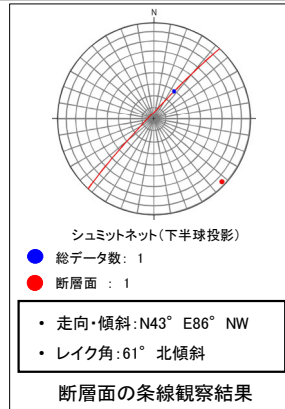 N
シュミットネット(下半球投影)
総データ数: 1
断層面 : 1
• 走向・傾斜:N43° E86° NW
• レイク角:61° 北傾斜
断層面の条線観察結果